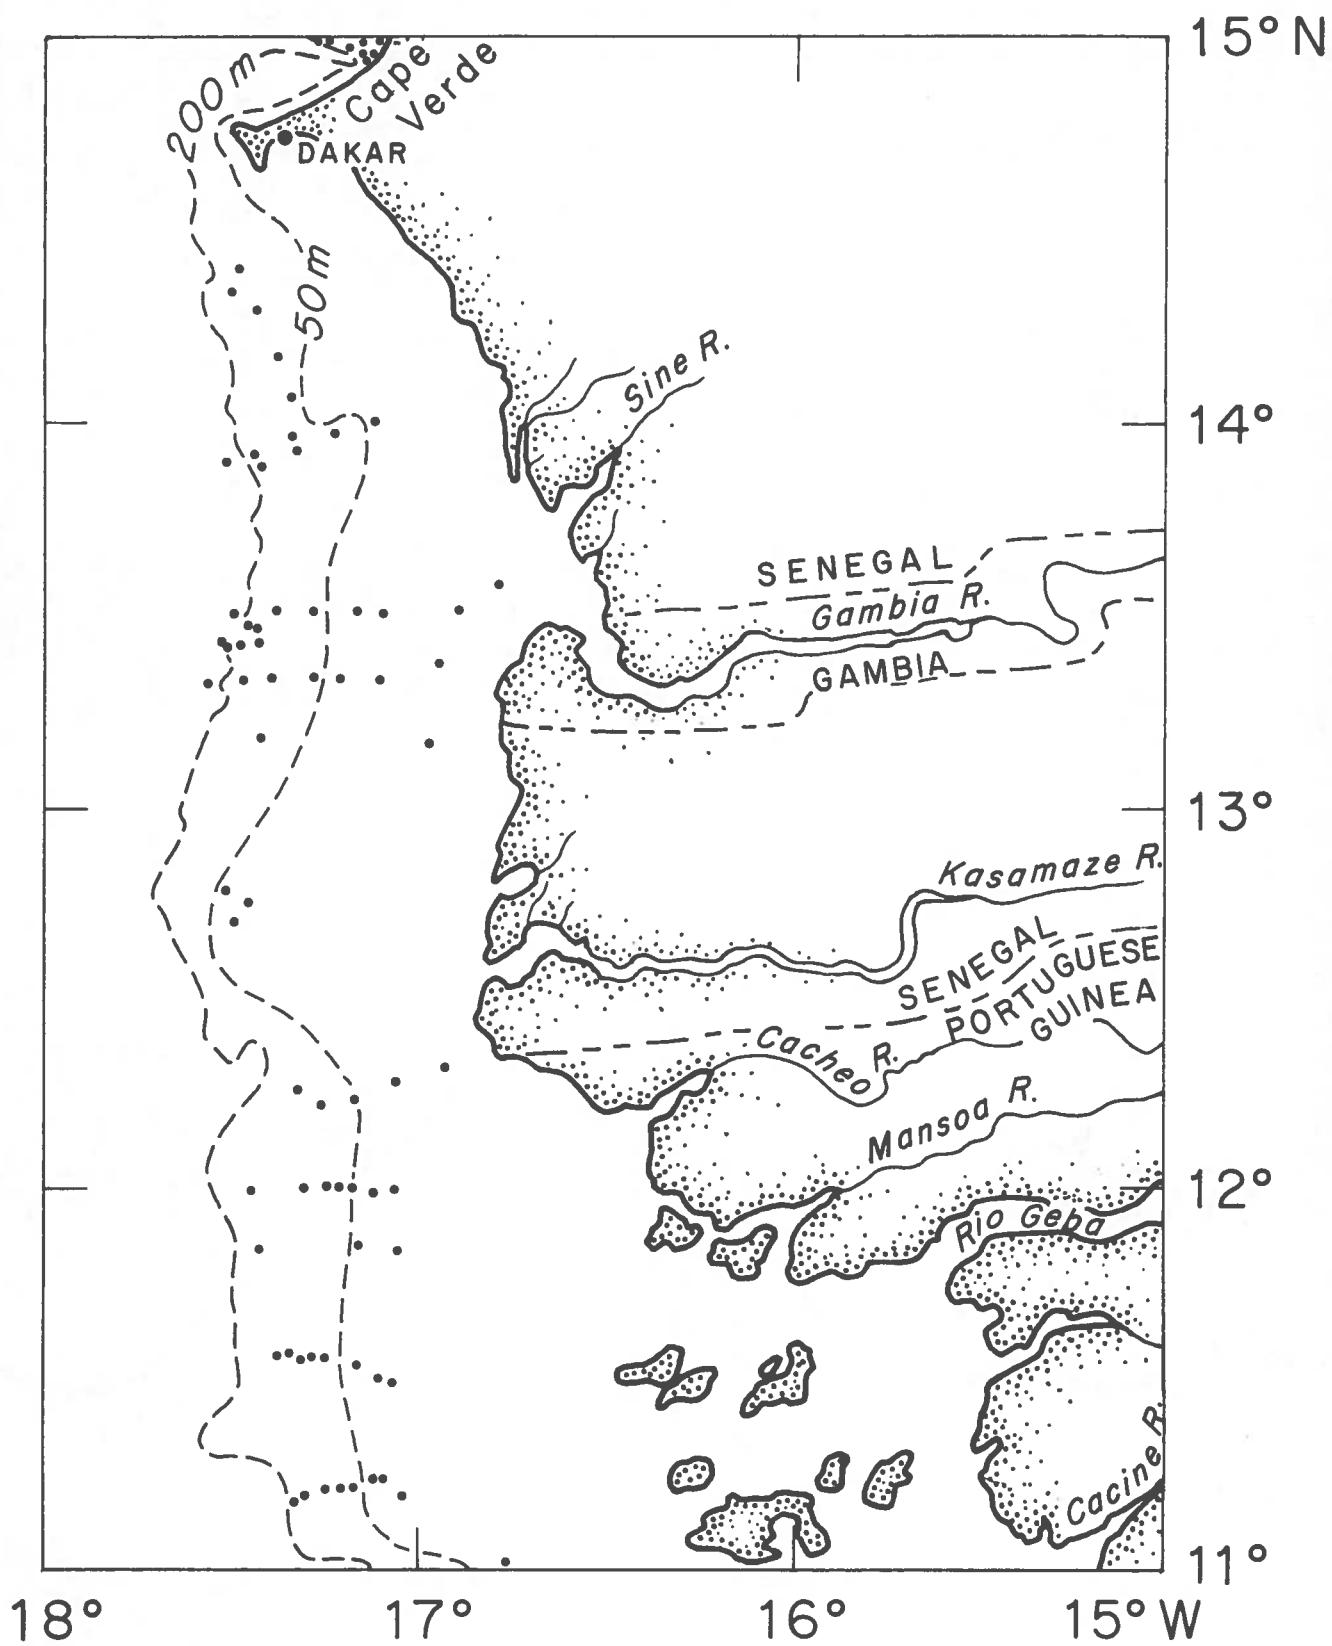 15° N
200 m
Cape
Verde
DAKAR
50 m
Sine R.
14°
SENEGAL
Gambia R.
GAMBIA
13°
Kasamaze R.
SENEGAL
PORTUGUESE
GUINEA
Cacheo R.
Mansoa R.
12°
Rio Geba
Cacine R.
11°
18°
17°
16°
15° W